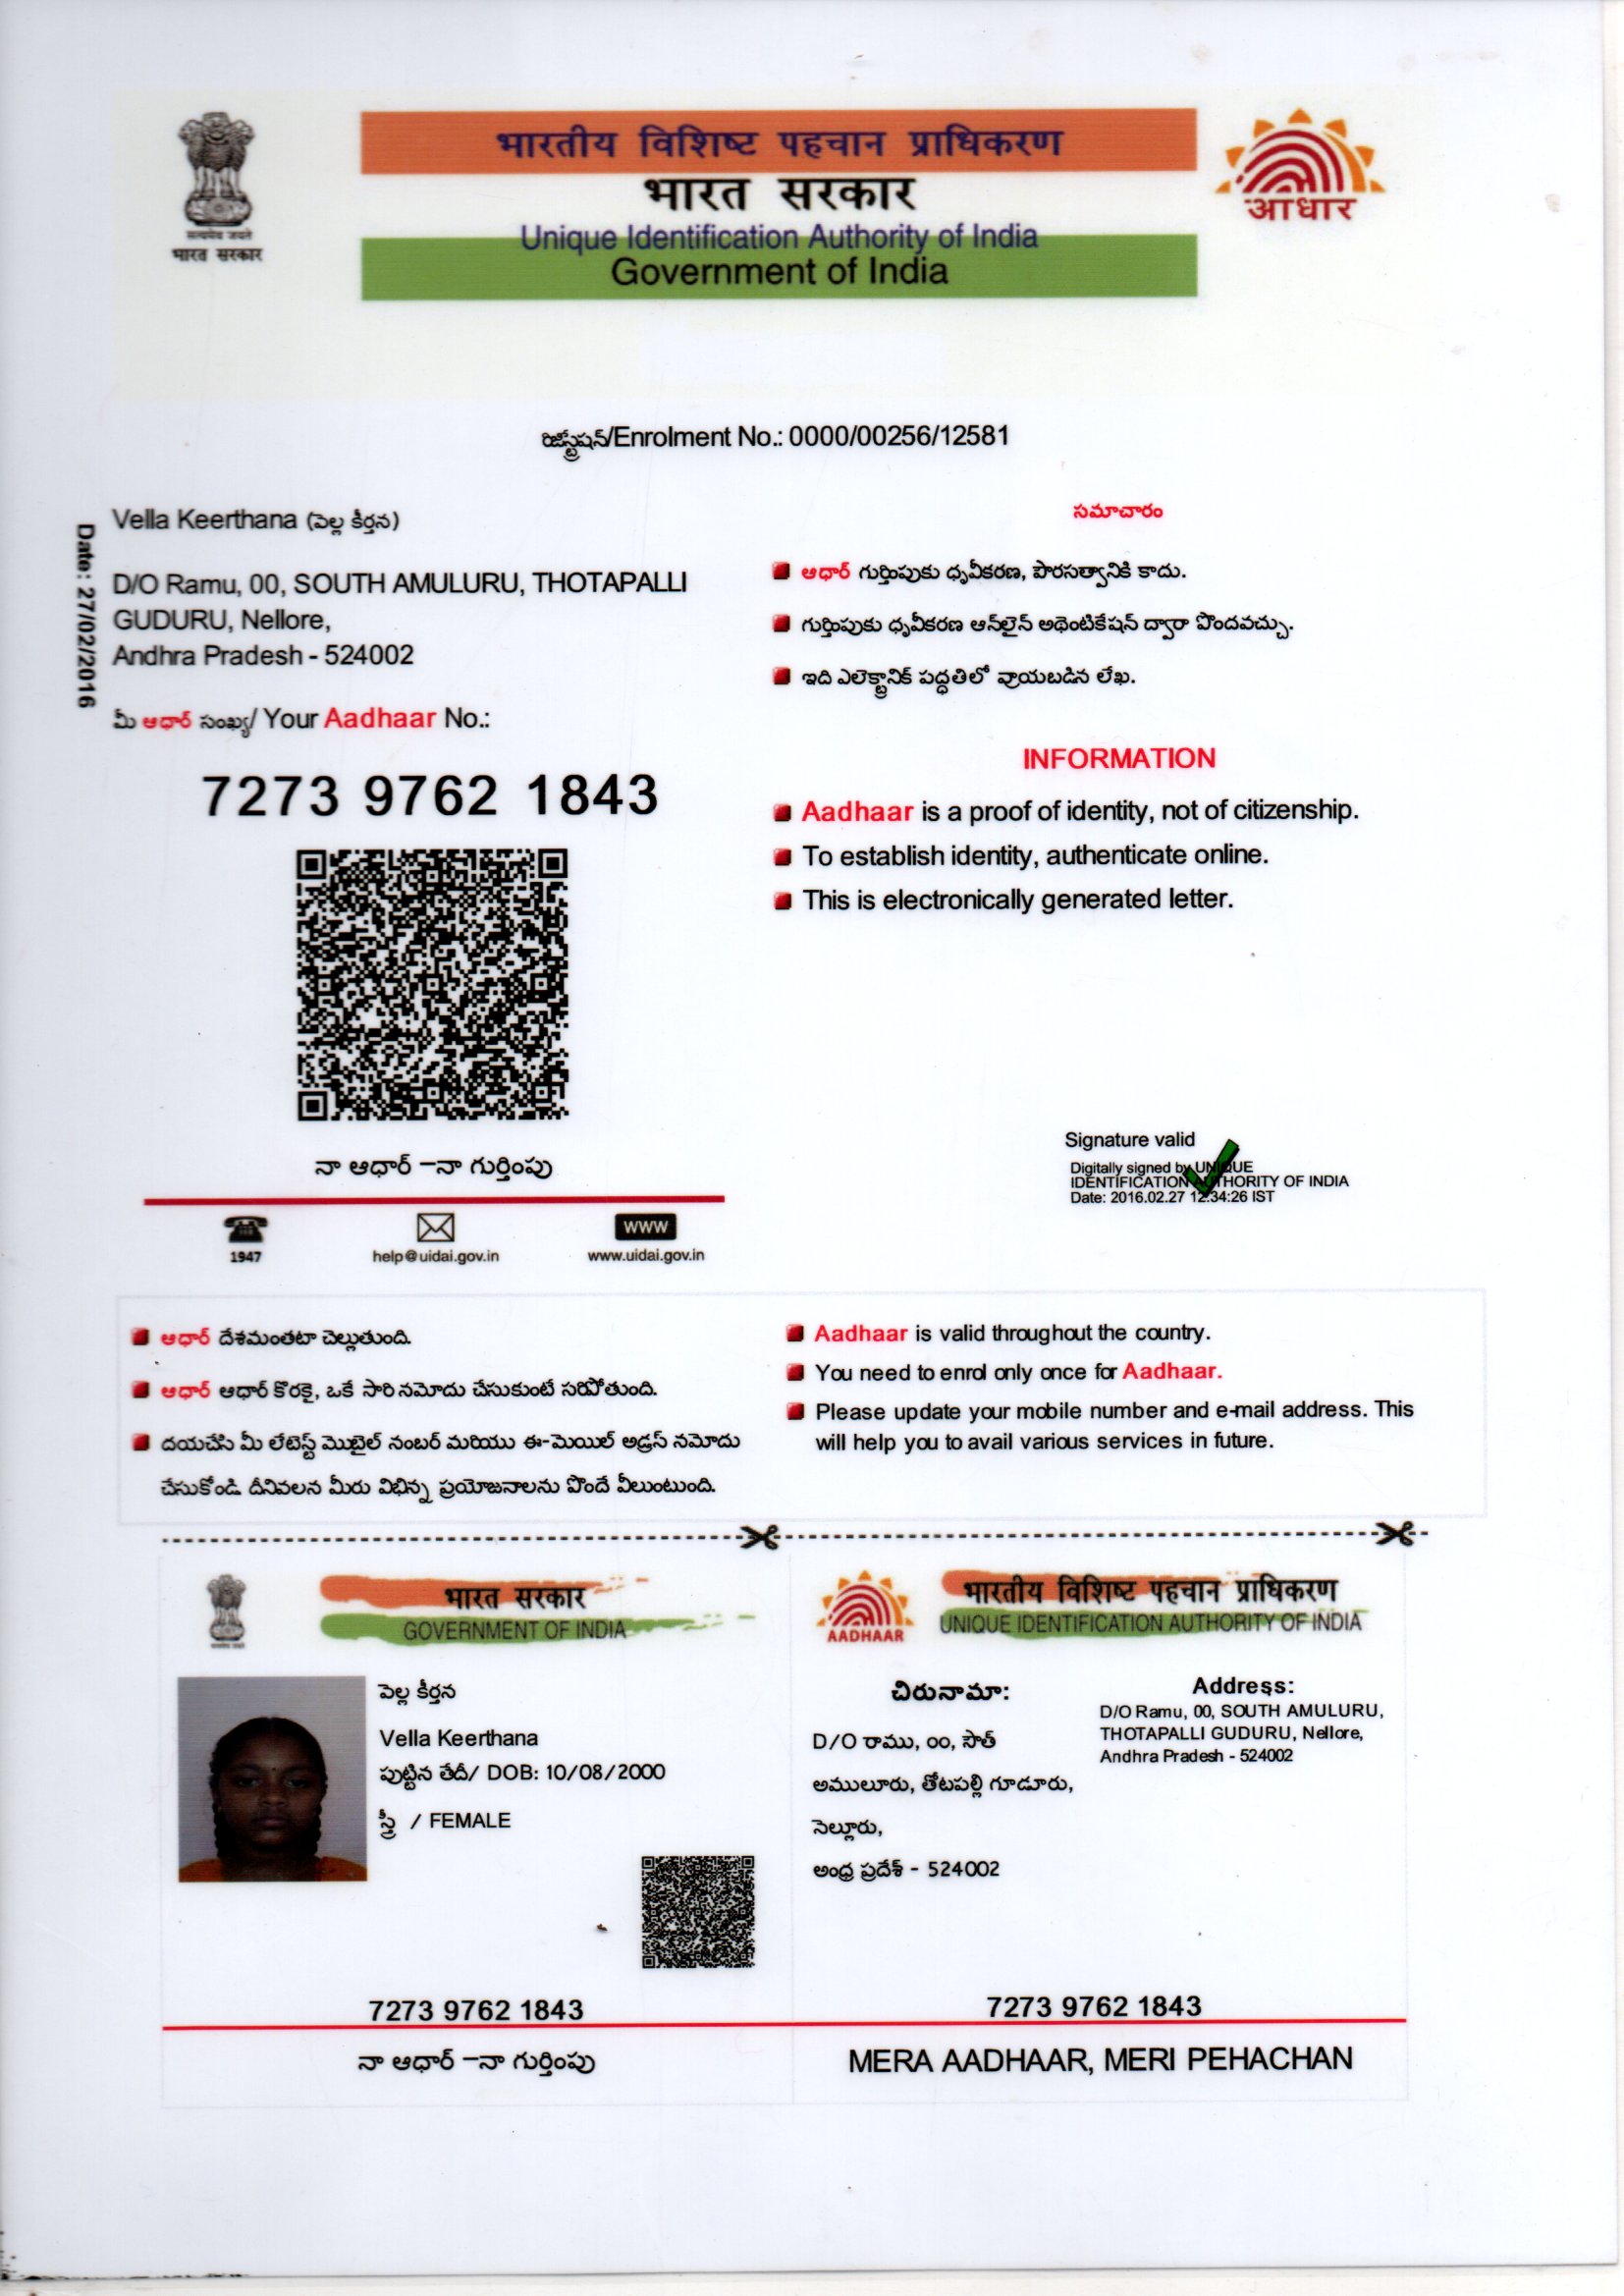 भारतीय विशिष्ट पहचान प्राधिकरण
भारत सरकार
Unique Identification Authority of India
Government of India
सत्यमेव जयते
भारत सरकार
आधार
రిజిస్ట్రేషన్/Enrolment No.: 0000/00256/12581
Date: 27/02/2016
Vella Keerthana (పెల్ల కీర్తన)
D/O Ramu, 00, SOUTH AMULURU, THOTAPALLI
GUDURU, Nellore,
Andhra Pradesh - 524002
మీ ఆధార్ సంఖ్య/ Your Aadhaar No.:
7273 9762 1843
నా ఆధార్ –నా గుర్తింపు
1947
help@uidai.gov.in
WWW
www.uidai.gov.in
సమాచారం
ఆధార్ గుర్తింపుకు ధృవీకరణ, పౌరసత్వానికి కాదు.
గుర్తింపుకు ధృవీకరణ ఆన్‌లైన్ అథెంటికేషన్ ద్వారా పొందవచ్చు.
ఇది ఎలెక్ట్రానిక్ పద్ధతిలో వ్రాయబడిన లేఖ.
INFORMATION
Aadhaar is a proof of identity, not of citizenship.
To establish identity, authenticate online.
This is electronically generated letter.
Signature valid
Digitally signed by UNIQUE
IDENTIFICATION AUTHORITY OF INDIA
Date: 2016.02.27 12:34:26 IST
ఆధార్ దేశమంతటా చెల్లుతుంది.
ఆధార్ ఆధార్ కొరకై, ఒకే సారి నమోదు చేసుకుంటే సరిపోతుంది.
దయచేసి మీ లేటెస్ట్ మొబైల్ నంబర్ మరియు ఈ-మెయిల్ అడ్రస్ నమోదు
చేసుకోండి దీనివలన మీరు విభిన్న ప్రయోజనాలను పొందే వీలుంటుంది.
Aadhaar is valid throughout the country.
You need to enrol only once for Aadhaar.
Please update your mobile number and e-mail address. This
will help you to avail various services in future.
भारत सरकार
GOVERNMENT OF INDIA
పెల్ల కీర్తన
Vella Keerthana
పుట్టిన తేదీ/ DOB: 10/08/2000
స్త్రీ / FEMALE
7273 9762 1843
నా ఆధార్ –నా గుర్తింపు
AADHAAR
भारतीय विशिष्ट पहचान प्राधिकरण
UNIQUE IDENTIFICATION AUTHORITY OF INDIA
చిరునామా:
D/O రాము, ౦౦, సౌత్
అములూరు, తోటపల్లి గూడూరు,
నెల్లూరు,
అంధ్ర ప్రదేశ్ - 524002
Address:
D/O Ramu, 00, SOUTH AMULURU,
THOTAPALLI GUDURU, Nellore,
Andhra Pradesh - 524002
7273 9762 1843
MERA AADHAAR, MERI PEHACHAN